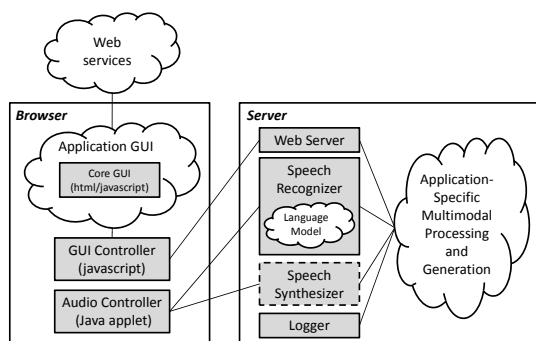 Web
services
Browser
Application GUI
Core GUI
(html/javascript)
GUI Controller
(javascript)
Audio Controller
(Java applet)
Server
Web Server
Speech
Recognizer
Language
Model
Speech
Synthesizer
Logger
Application-
Specific
Multimodal
Processing
and
Generation